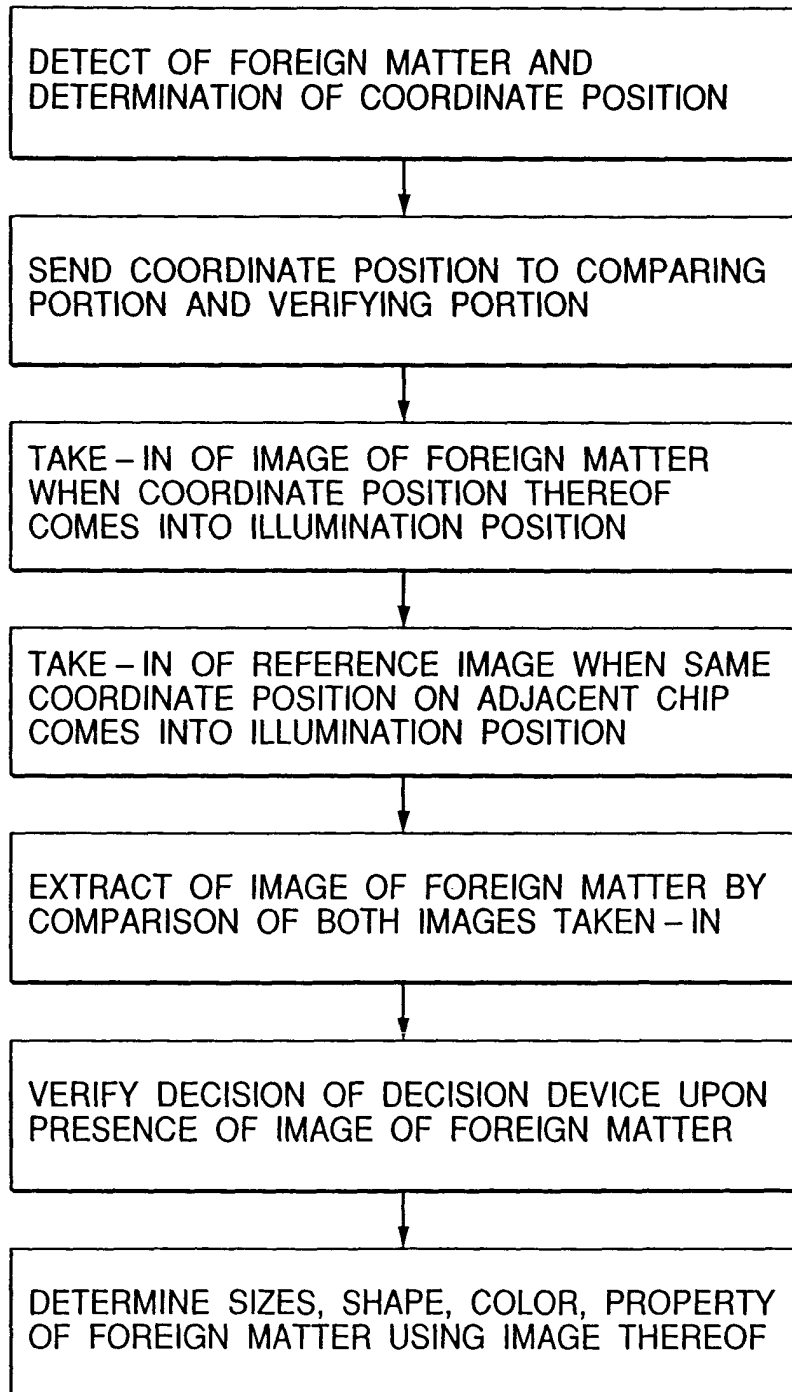 DETECT OF FOREIGN MATTER AND
DETERMINATION OF COORDINATE POSITION
SEND COORDINATE POSITION TO COMPARING
PORTION AND VERIFYING PORTION
TAKE–IN OF IMAGE OF FOREIGN MATTER
WHEN COORDINATE POSITION THEREOF
COMES INTO ILLUMINATION POSITION
TAKE–IN OF REFERENCE IMAGE WHEN SAME
COORDINATE POSITION ON ADJACENT CHIP
COMES INTO ILLUMINATION POSITION
EXTRACT OF IMAGE OF FOREIGN MATTER BY
COMPARISON OF BOTH IMAGES TAKEN–IN
VERIFY DECISION OF DECISION DEVICE UPON
PRESENCE OF IMAGE OF FOREIGN MATTER
DETERMINE SIZES, SHAPE, COLOR, PROPERTY
OF FOREIGN MATTER USING IMAGE THEREOF